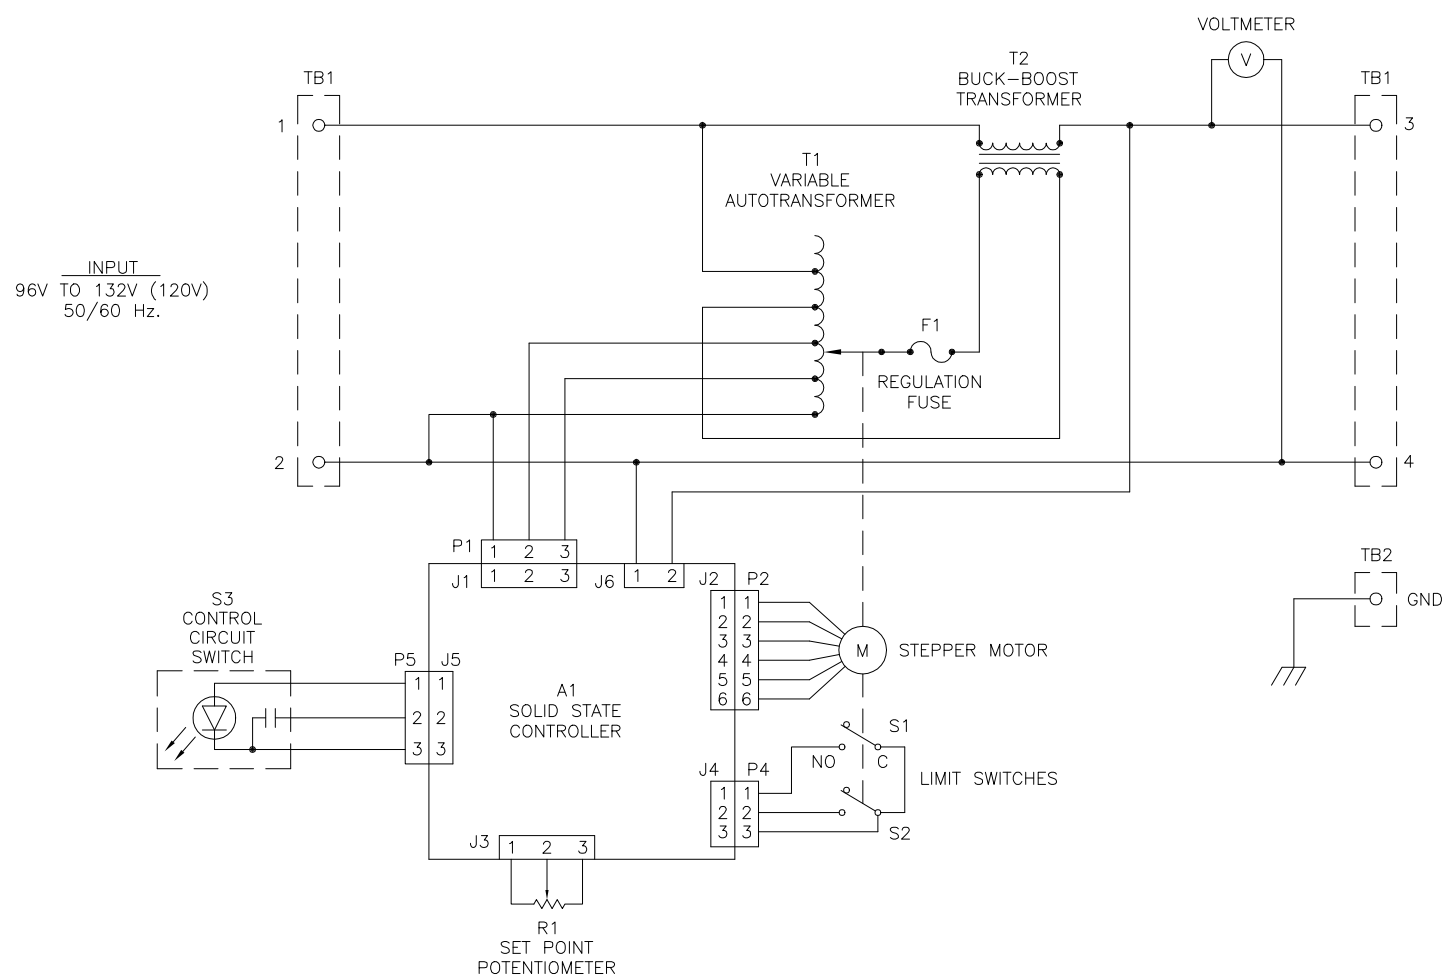 VOLTMETER
V
T2
BUCK-BOOST
TRANSFORMER
TB1
TB1
1
3
T1
VARIABLE
AUTOTRANSFORMER
INPUT
96V TO 132V (120V)
50/60 Hz.
F1
REGULATION
FUSE
2
4
P1
1 2 3
J1
1 2 3
J6
1 2
J2
P2
1 1
2 2
3 3
4 4
5 5
6 6
M
STEPPER MOTOR
TB2
GND
S3
CONTROL
CIRCUIT
SWITCH
P5
J5
1 1
2 2
3 3
A1
SOLID STATE
CONTROLLER
S1
NO
C
LIMIT SWITCHES
J4
P4
1 1
2 2
3 3
S2
J3
1 2 3
R1
SET POINT
POTENTIOMETER